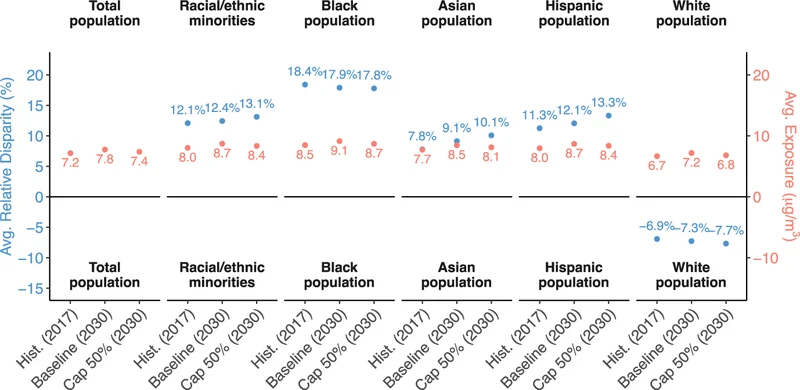 Total Racial/ethnic Black Asian Hispanic White
population minorities population population population population
Avg. Relative Disparity (%)
20
15
10
5
0
−5
−10
−15
7.2 7.8 7.4
12.1% 12.4% 13.1%
8.0 8.7 8.4
18.4% 17.9% 17.8%
8.5 9.1 8.7
7.8% 9.1% 10.1%
7.7 8.5 8.1
11.3% 12.1% 13.3%
8.0 8.7 8.4
6.7 7.2 6.8
−6.9% −7.3% −7.7%
20
10
0
−10
Avg. Exposure (μg/m³)
Total Racial/ethnic Black Asian Hispanic White
population minorities population population population population
Hist. (2017) Baseline (2030) Cap 50% (2030)
Hist. (2017) Baseline (2030) Cap 50% (2030)
Hist. (2017) Baseline (2030) Cap 50% (2030)
Hist. (2017) Baseline (2030) Cap 50% (2030)
Hist. (2017) Baseline (2030) Cap 50% (2030)
Hist. (2017) Baseline (2030) Cap 50% (2030)